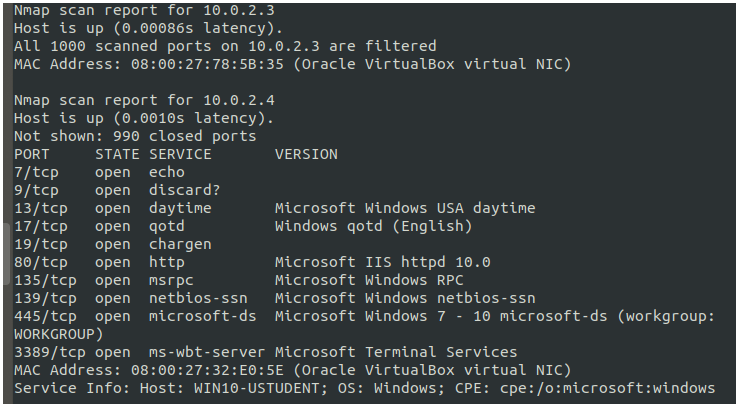 Nmap scan report for 10.0.2.3
Host is up (0.00086s latency).
All 1000 scanned ports on 10.0.2.3 are filtered
MAC Address: 08:00:27:78:5B:35 (Oracle VirtualBox virtual NIC)

Nmap scan report for 10.0.2.4
Host is up (0.0010s latency).
Not shown: 990 closed ports
PORT     STATE SERVICE       VERSION
7/tcp    open  echo
9/tcp    open  discard?
13/tcp   open  daytime       Microsoft Windows USA daytime
17/tcp   open  qotd          Windows qotd (English)
19/tcp   open  chargen
80/tcp   open  http          Microsoft IIS httpd 10.0
135/tcp  open  msrpc         Microsoft Windows RPC
139/tcp  open  netbios-ssn   Microsoft Windows netbios-ssn
445/tcp  open  microsoft-ds  Microsoft Windows 7 - 10 microsoft-ds (workgroup:
WORKGROUP)
3389/tcp open  ms-wbt-server Microsoft Terminal Services
MAC Address: 08:00:27:32:E0:5E (Oracle VirtualBox virtual NIC)
Service Info: Host: WIN10-USTUDENT; OS: Windows; CPE: cpe:/o:microsoft:windows